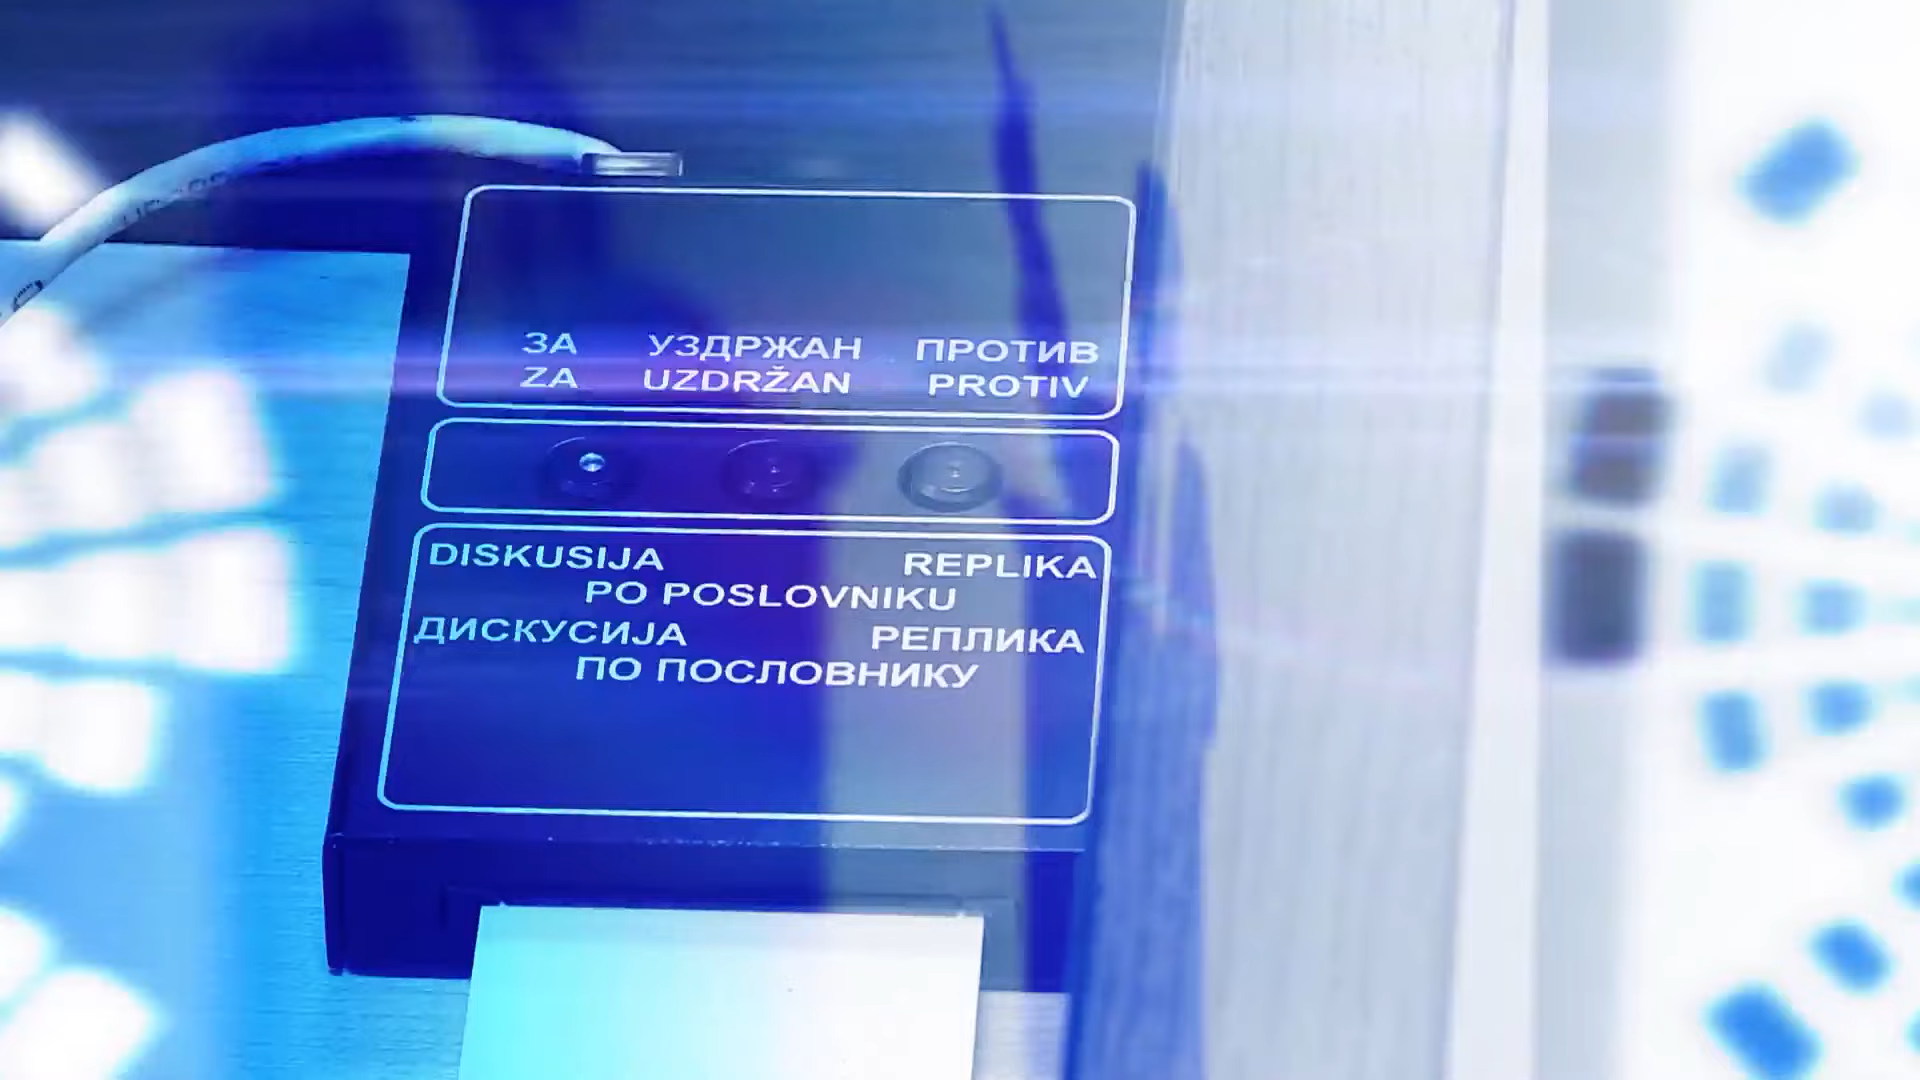 ЗА УЗДРЖАН ПРОТИВ
ZA UZDRŽAN PROTIV
DISKUSIJA REPLIKA
PO POSLOVNIKU
ДИСКУСИЈА РЕПЛИКА
ПО ПОСЛОВНИКУ